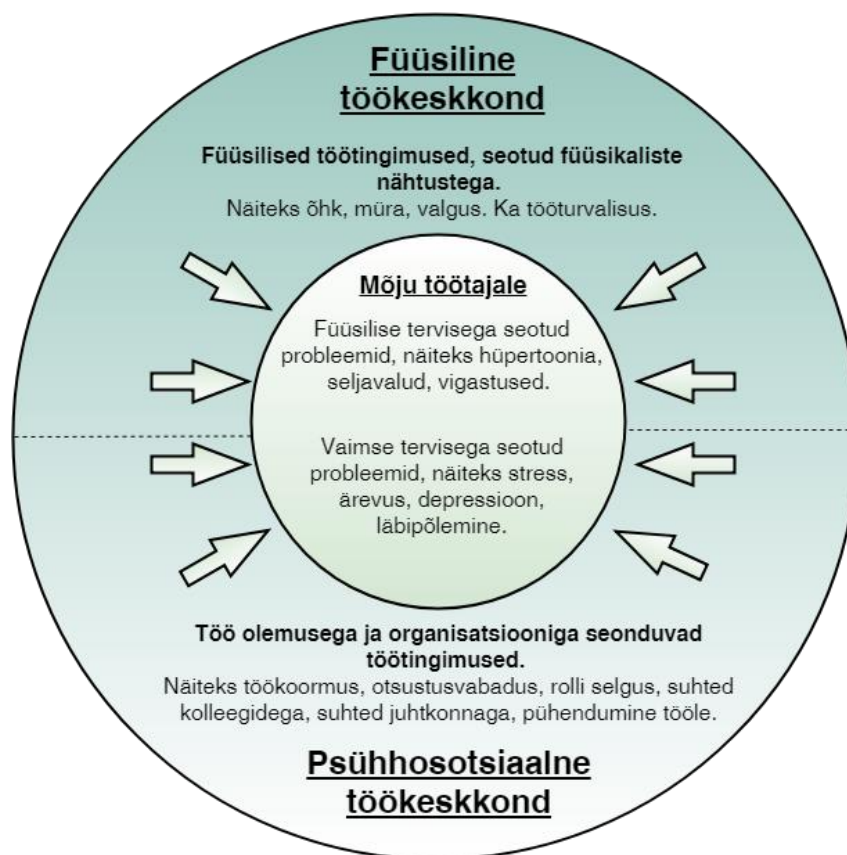 Füüsiline
töökeskkond
Füüsilised töötingimused, seotud füüsikaliste
nähtustega.
Näiteks õhk, müra, valgus. Ka tööturvalisus.
Mõju töötajale
Füüsilise tervisega seotud
probleemid, näiteks hüpertoonia,
seljavalud, vigastused.
Vaimse tervisega seotud
probleemid, näiteks stress,
ärevus, depressioon,
läbipõlemine.
Töö olemusega ja organisatsiooniga seonduvad
töötingimused.
Näiteks töökoormus, otsustusvabadus, rolli selgus, suhted
kolleegidega, suhted juhtkonnaga, pühendumine tööle.
Psühhosotsiaalne
töökeskkond